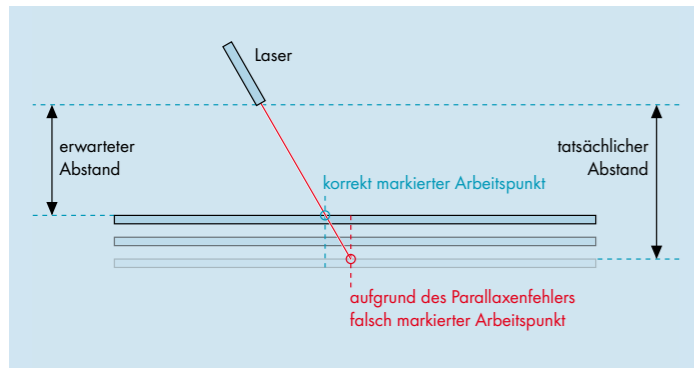 Laser
erwarteter
Abstand
tatsächlicher
Abstand
korrekt markierter Arbeitspunkt
aufgrund des Parallaxenfehlers
falsch markierter Arbeitspunkt